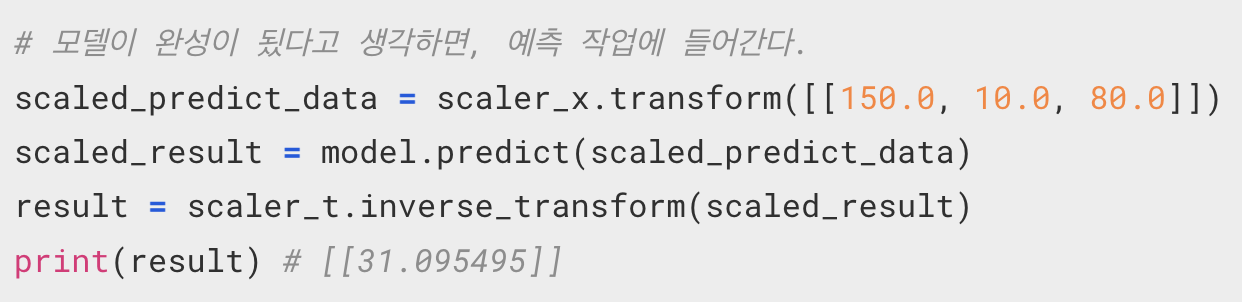 # 모델이 완성이 됬다고 생각하면, 예측 작업에 들어간다.
scaled_predict_data = scaler_x.transform([[150.0, 10.0, 80.0]])
scaled_result = model.predict(scaled_predict_data)
result = scaler_t.inverse_transform(scaled_result)
print(result) # [[31.095495]]